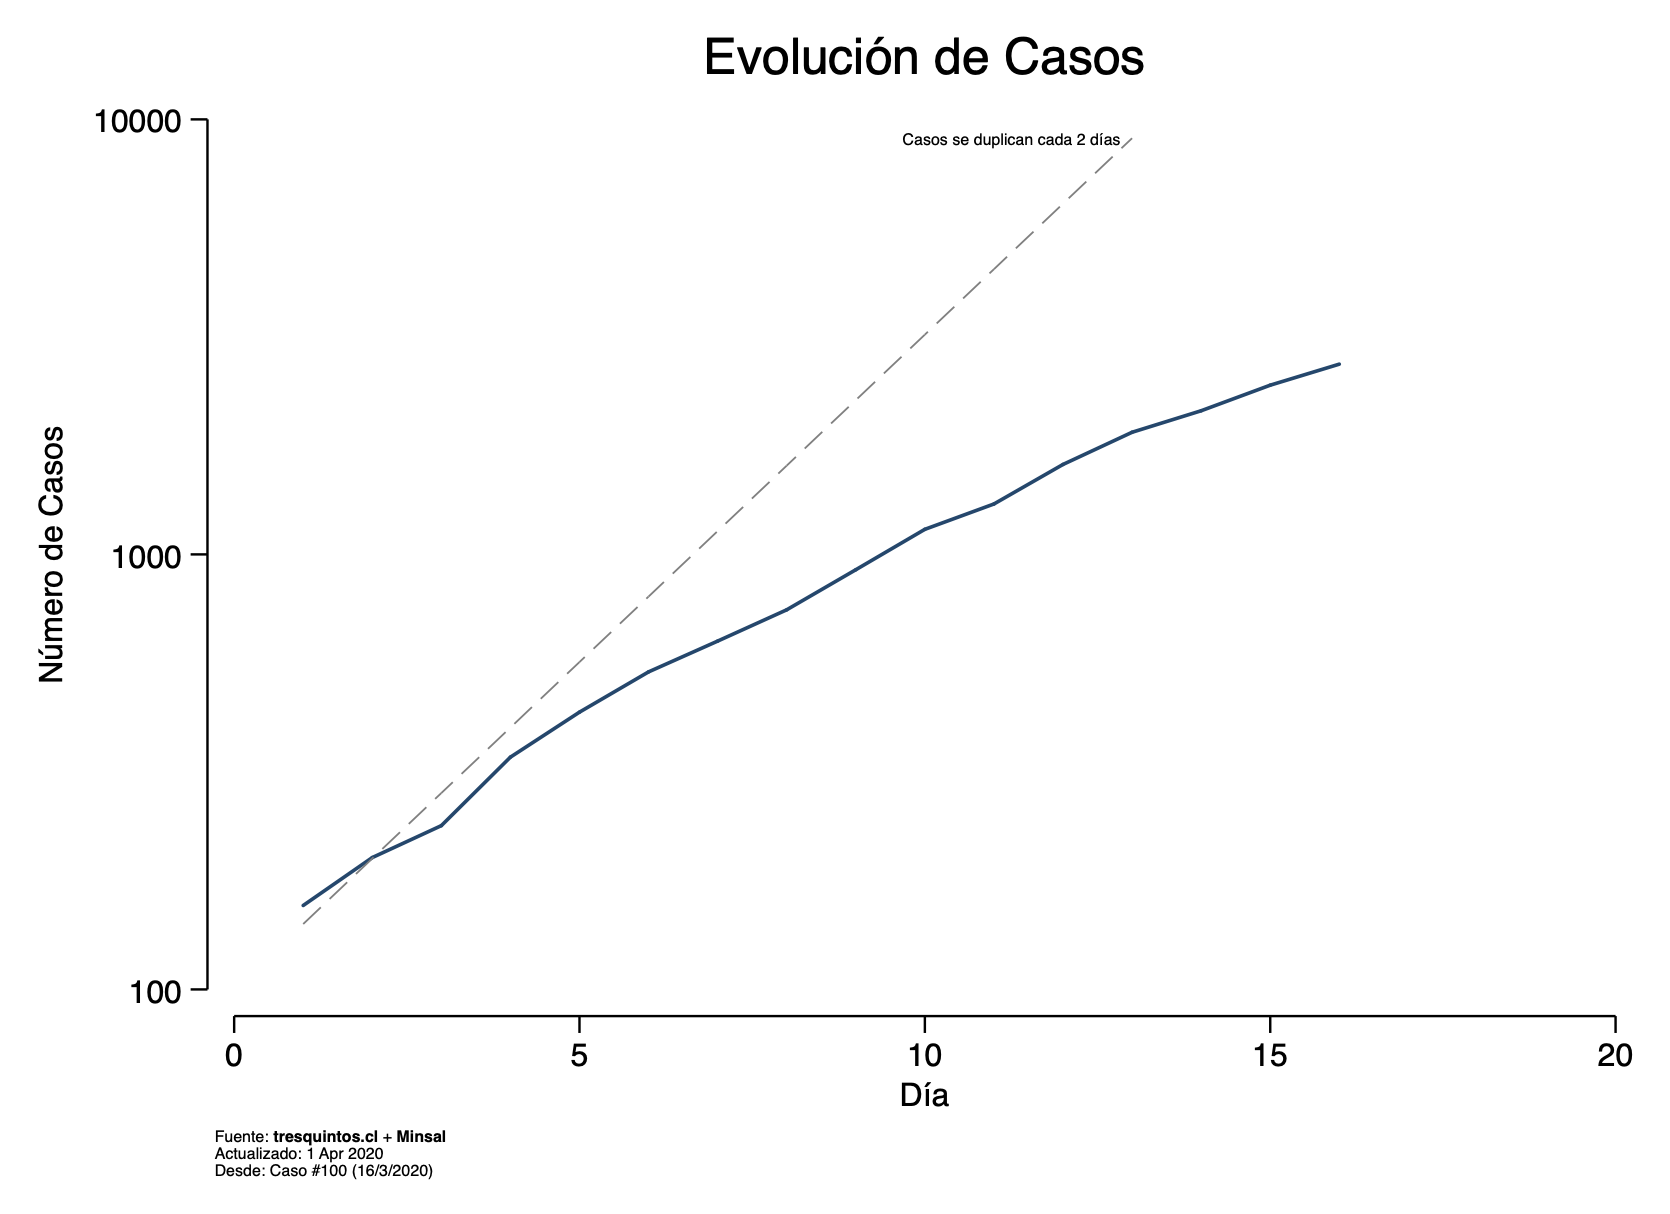 Evolución de Casos
10000
Casos se duplican cada 2 días
1000
Número de Casos
100
0 5 10 15 20
Día
Fuente: tresquintos.cl + Minsal
Actualizado: 1 Apr 2020
Desde: Caso #100 (16/3/2020)